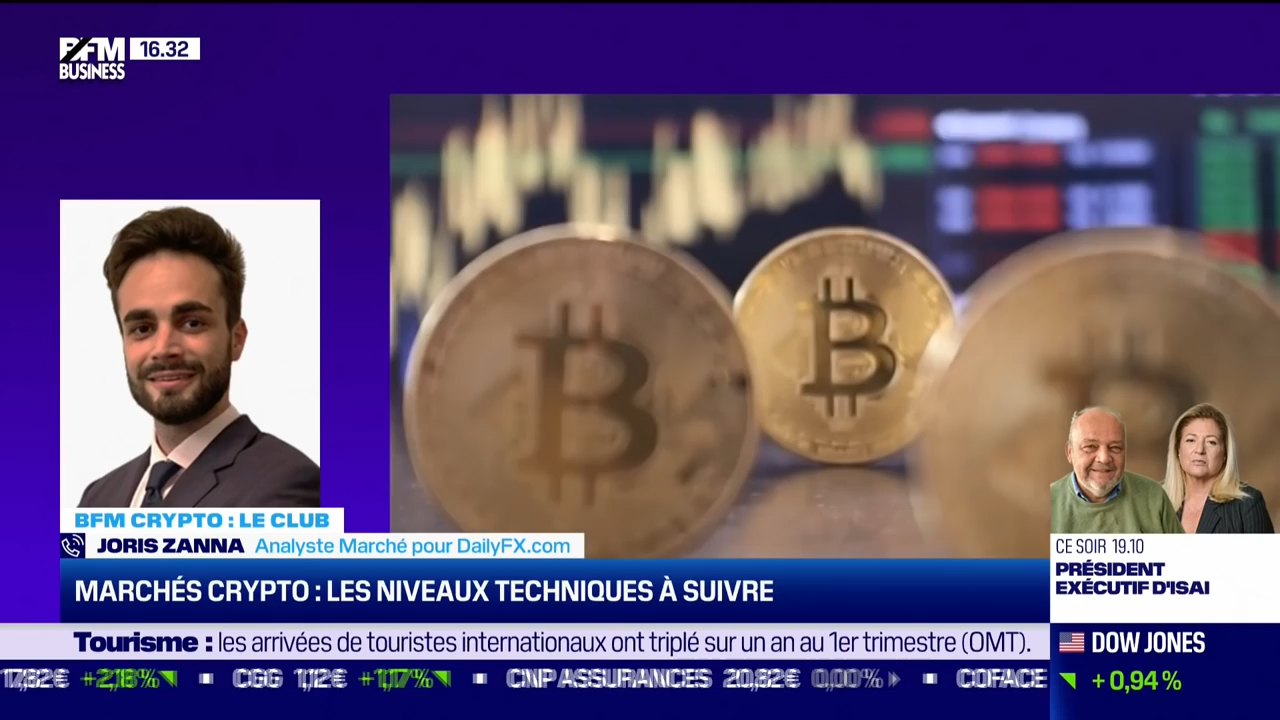 BFM
BUSINESS
16.32
BFM CRYPTO : LE CLUB
JORIS ZANNA Analyste Marché pour DailyFX.com
MARCHÉS CRYPTO : LES NIVEAUX TECHNIQUES À SUIVRE
CE SOIR 19.10
PRÉSIDENT
EXÉCUTIF D'ISAI
Tourisme : les arrivées de touristes internationaux ont triplé sur un an au 1er trimestre (OMT).
DOW JONES
+0,94%
CGG 1,12€ +1,17% CNP ASSURANCES 20,82€ 0,00% COFACE